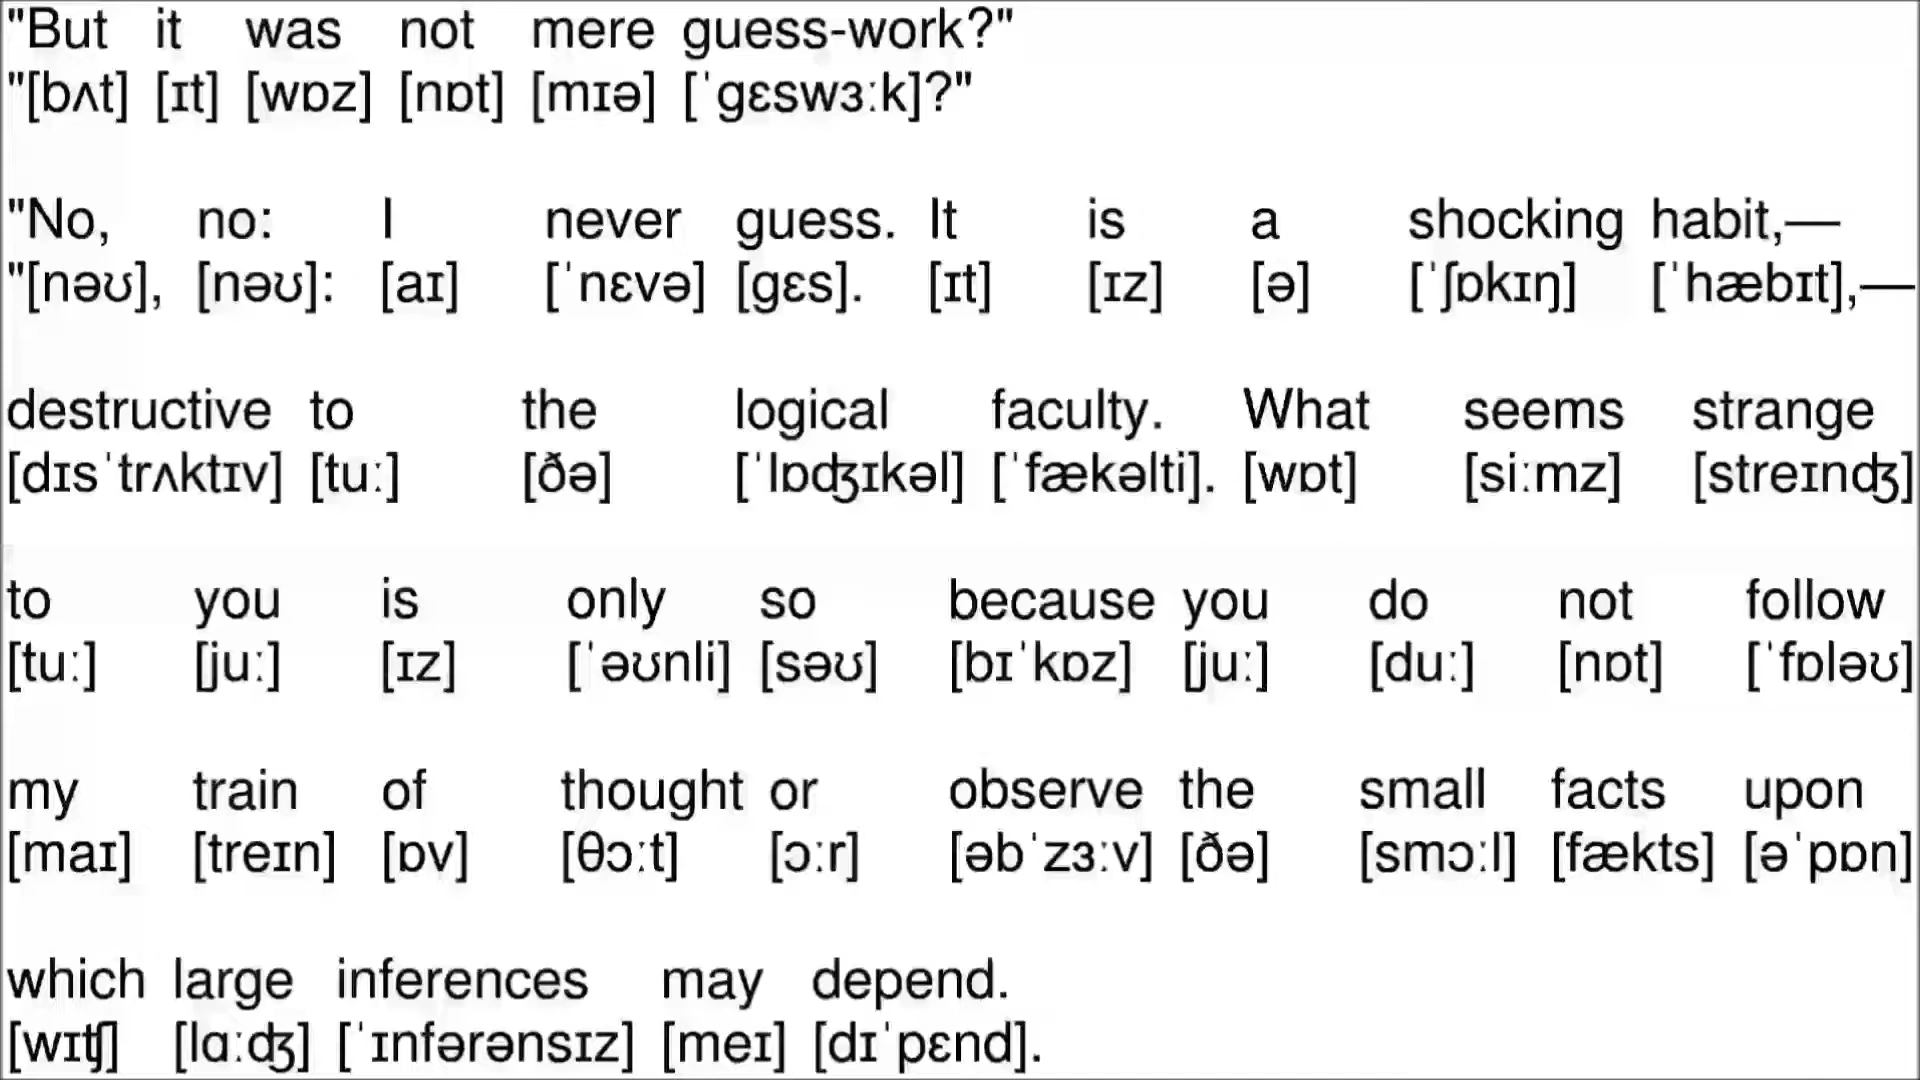 "But it was not mere guess-work?"
"[bʌt] [ɪt] [wɒz] [nɒt] [mɪə] [ˈgɛswɜːk]?"
"No, no: I never guess. It is a shocking habit,—
"[nəʊ], [nəʊ]: [aɪ] [ˈnɛvə] [gɛs]. [ɪt] [ɪz] [ə] [ˈʃɒkɪŋ] [ˈhæbɪt],—
destructive to the logical faculty. What seems strange
[dɪsˈtrʌktɪv] [tuː] [ðə] [ˈlɒʤɪkəl] [ˈfækəlti]. [wɒt] [siːmz] [streɪnʤ]
to you is only so because you do not follow
[tuː] [juː] [ɪz] [ˈəʊnli] [səʊ] [bɪˈkɒz] [juː] [duː] [nɒt] [ˈfɒləʊ]
my train of thought or observe the small facts upon
[maɪ] [treɪn] [ɒv] [θɔːt] [ɔːr] [əbˈzɜːv] [ðə] [smɔːl] [fækts] [əˈpɒn]
which large inferences may depend.
[wɪʧ] [lɑːʤ] [ˈɪnfərənsɪz] [meɪ] [dɪˈpɛnd].